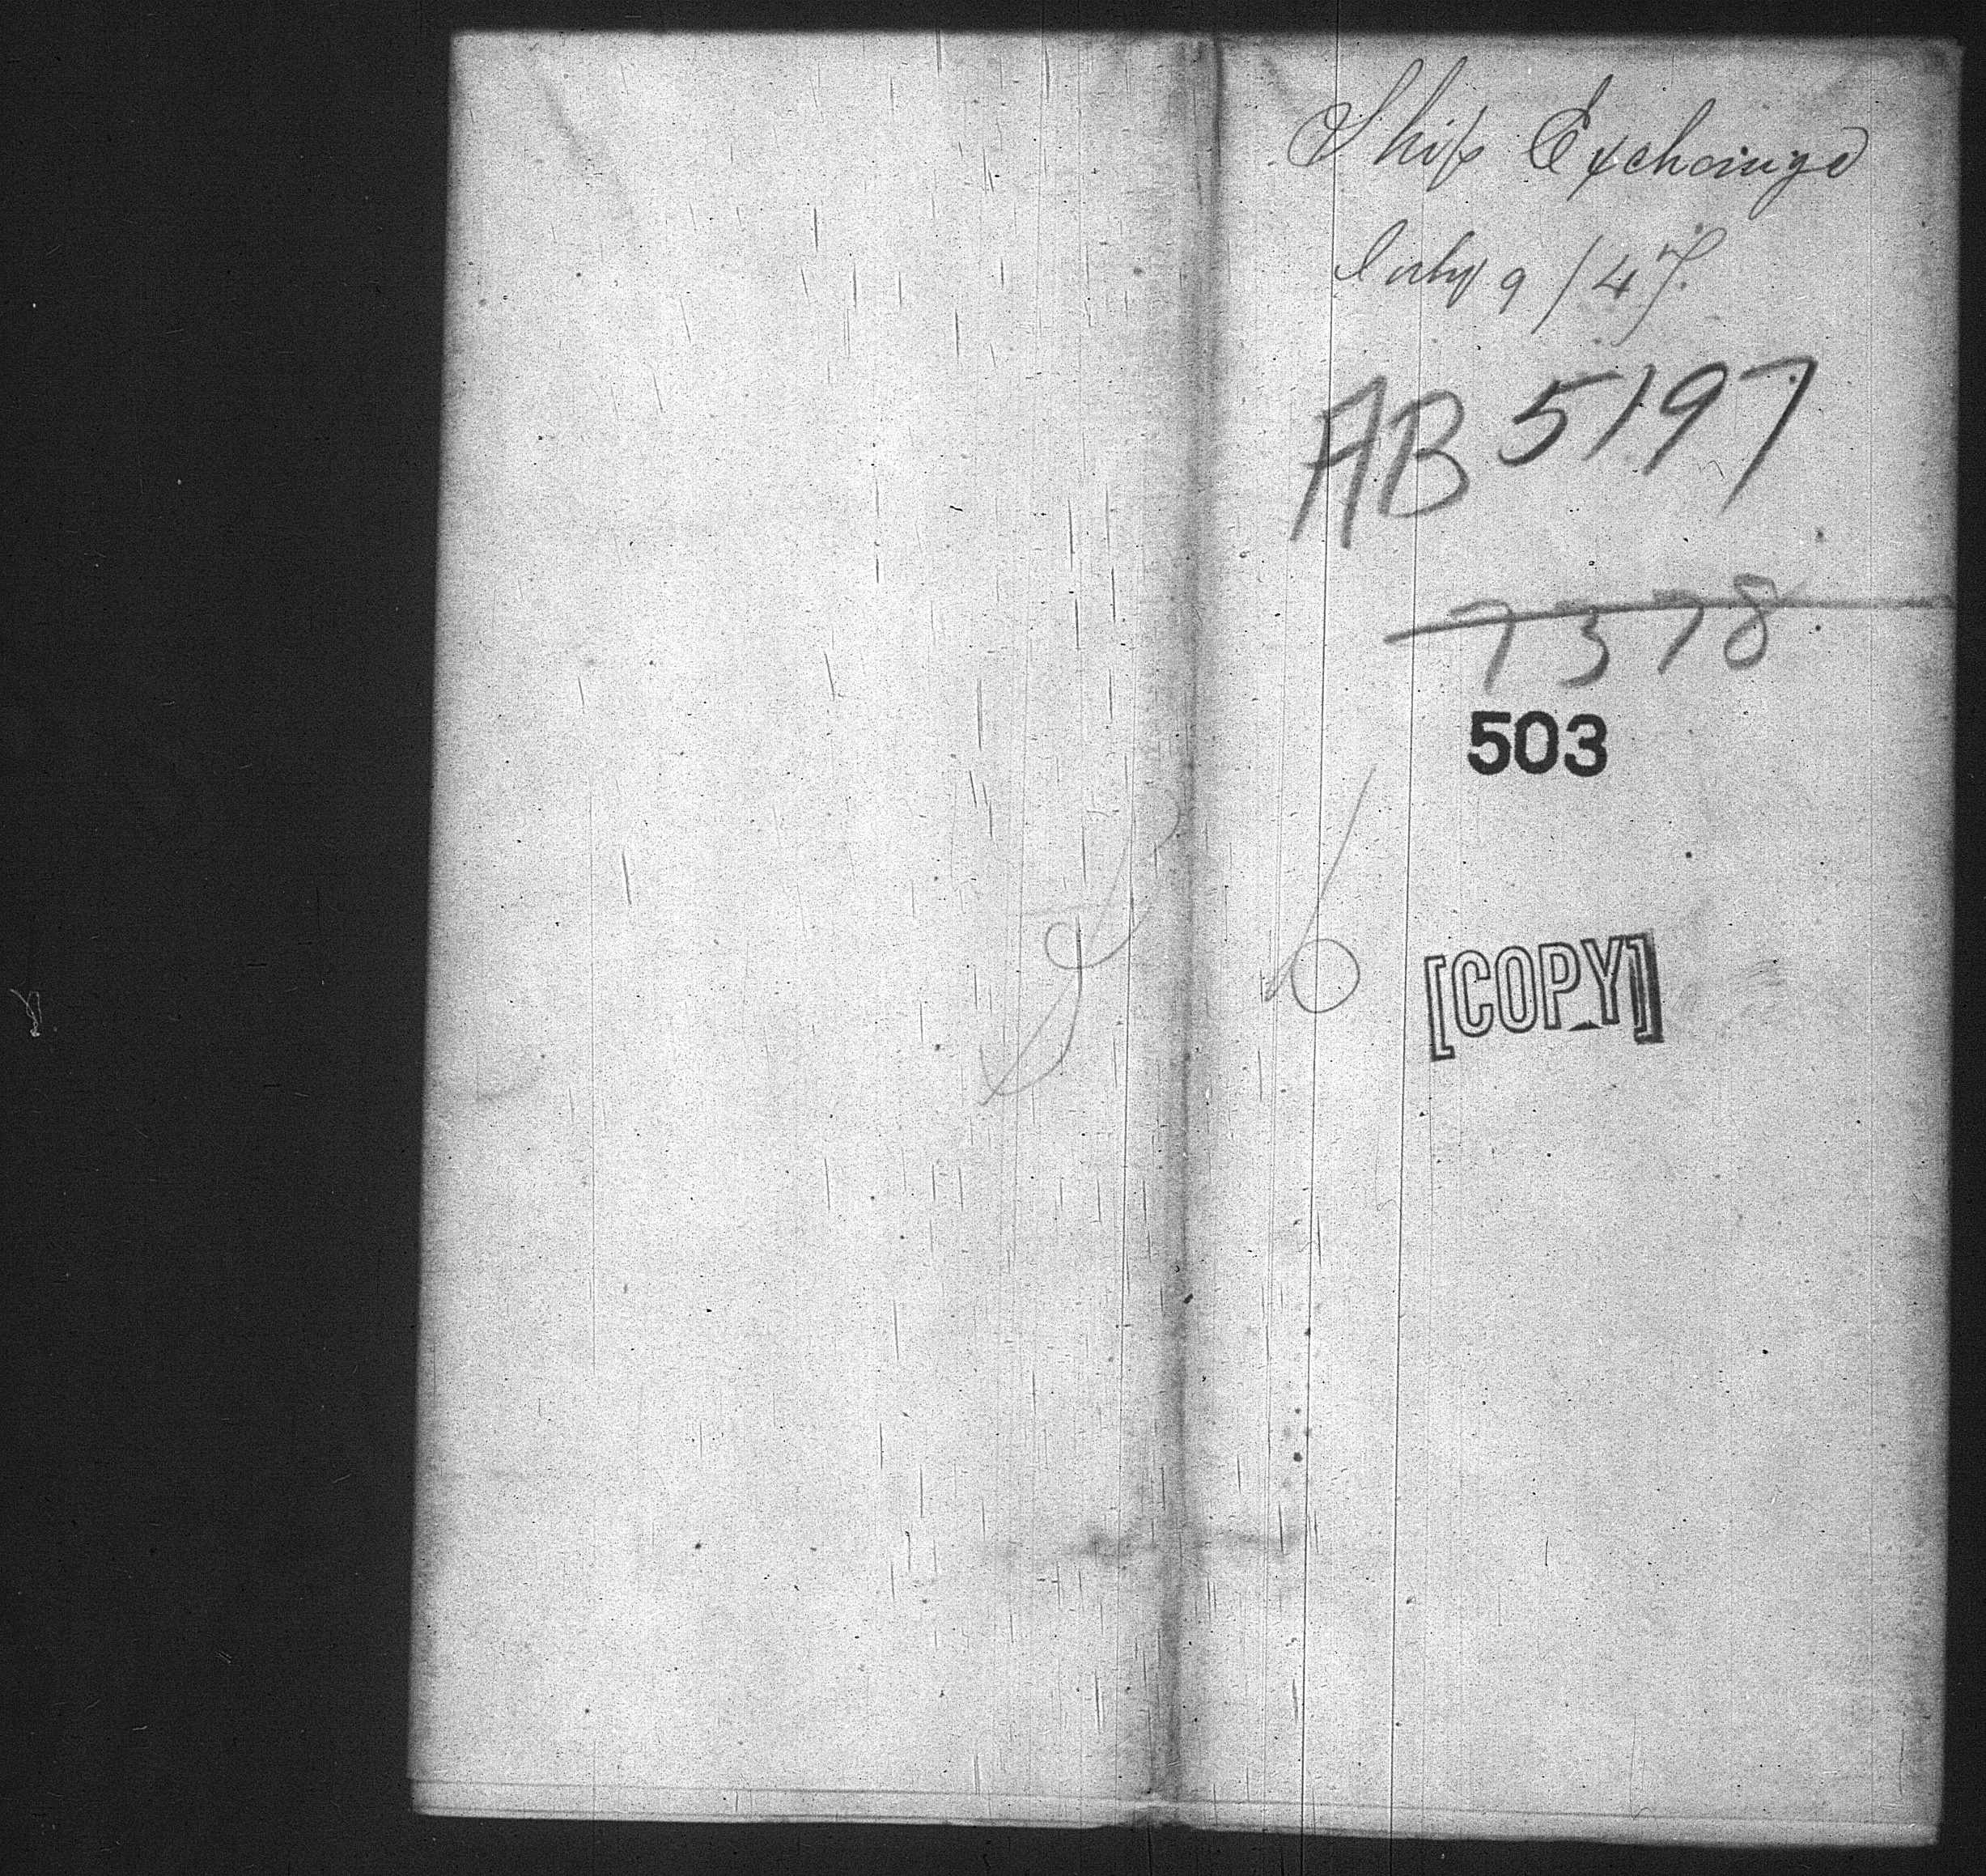 Ship Exchange
July 9/47.
AB 5197
7378
503
[COPY]